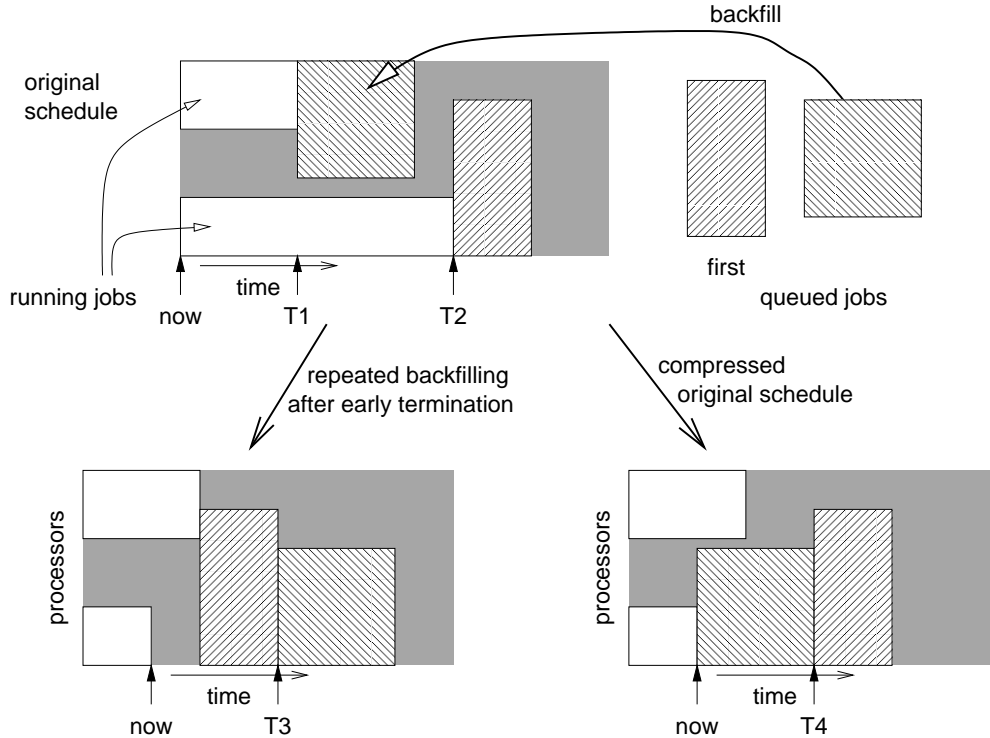 backfill
original
schedule
first
queued jobs
running jobs
time
now
T1
T2
repeated backfilling
after early termination
compressed
original schedule
processors
time
now
T3
processors
time
now
T4